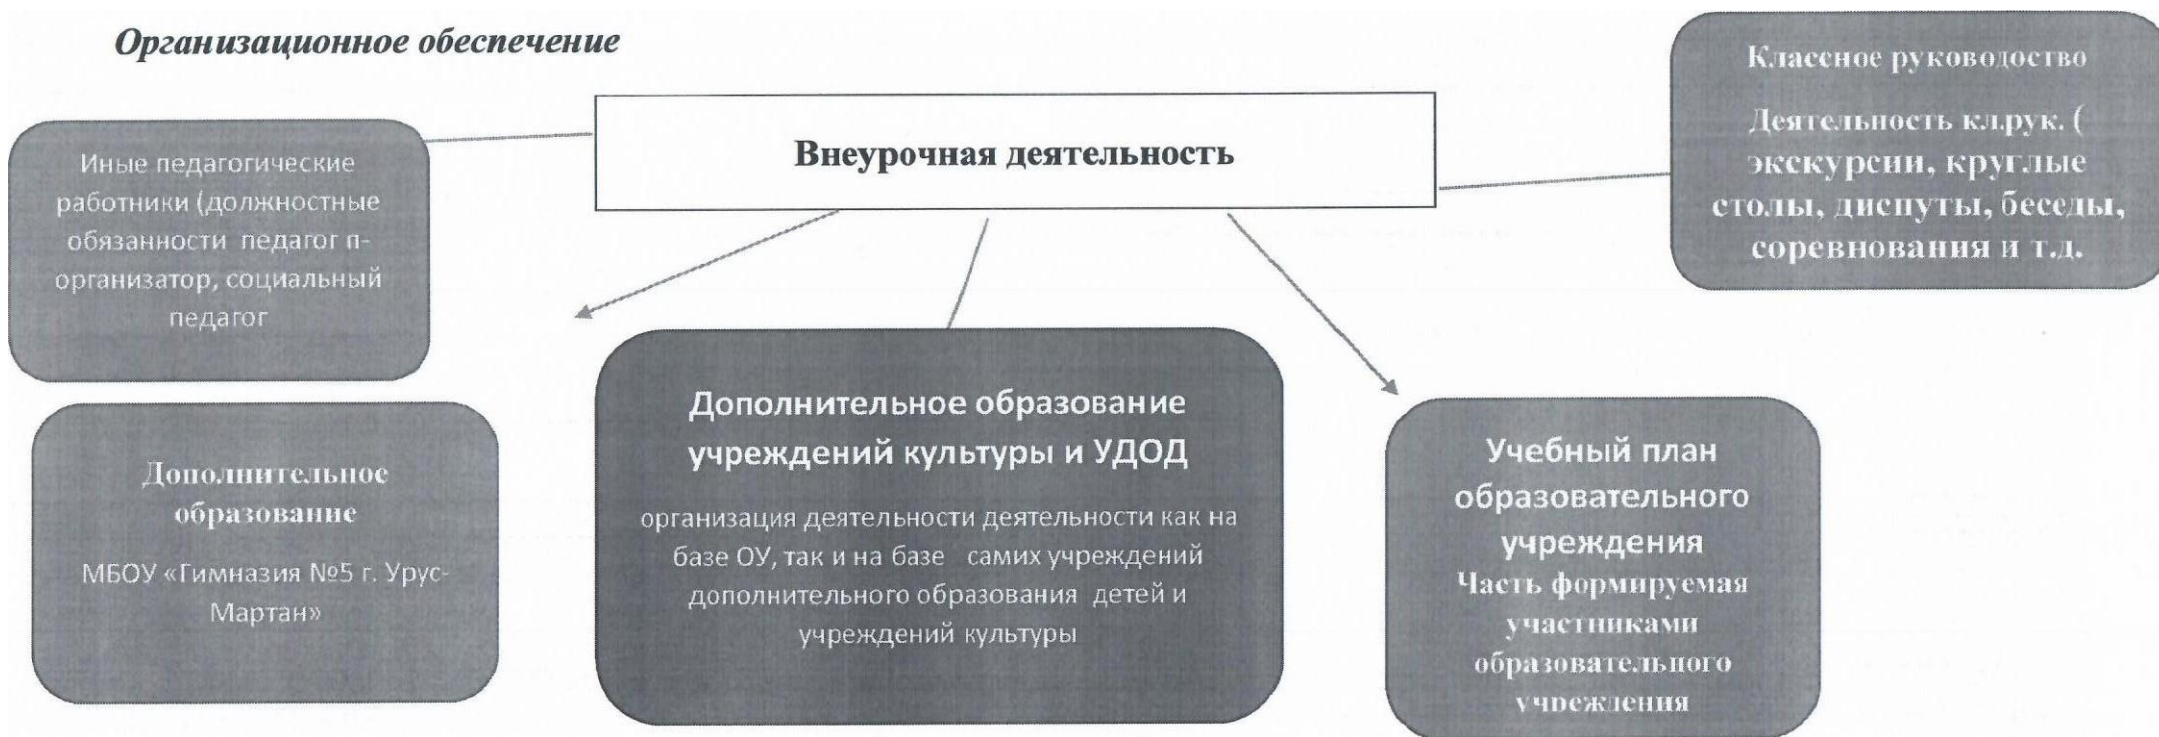 Организационное обеспечение
Внеурочная деятельность
Классное руководоство
Деятельность кл.рук. (
экскурсии, круглые
столы, диспуты, беседы,
соревнования и т.д.
Иные педагогические
работники (должностные
обязанности педагог п-
организатор, социальный
педагог
Дополнительное
образование
МБОУ «Гимназия №5 г. Урус-
Мартан»
Дополнительное образование
учреждений культуры и УДОД
организация деятельности деятельности как на
базе ОУ, так и на базе самих учреждений
дополнительного образования детей и
учреждений культуры
Учебный план
образовательного
учреждения
Часть формируемая
участниками
образовательного
учреждения